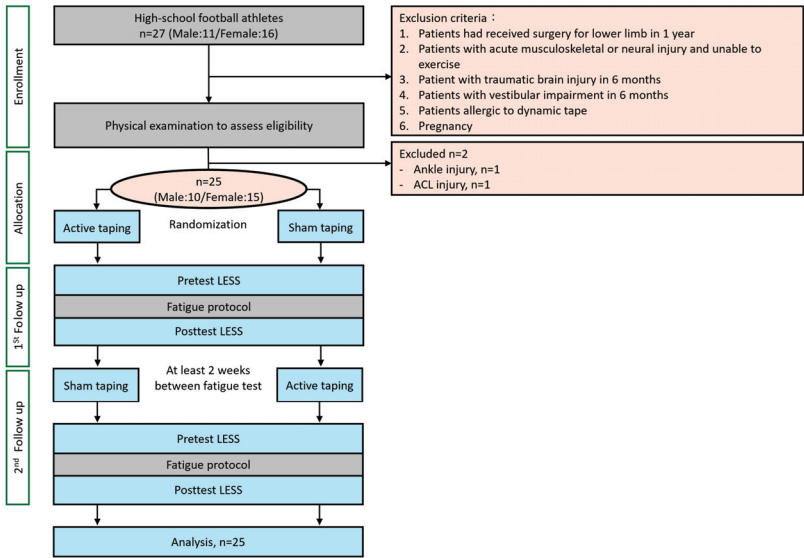 Enrollment
High-school football athletes
n=27 (Male:11/Female:16)
Exclusion criteria：
1. Patients had received surgery for lower limb in 1 year
2. Patients with acute musculoskeletal or neural injury and unable to
exercise
3. Patient with traumatic brain injury in 6 months
4. Patients with vestibular impairment in 6 months
5. Patients allergic to dynamic tape
6. Pregnancy
Physical examination to assess eligibility
Excluded n=2
- Ankle injury, n=1
- ACL injury, n=1
Allocation
n=25
(Male:10/Female:15)
Randomization
Active taping
Sham taping
1St Folow up
Pretest LESS
Fatigue protocol
Posttest LESS
At least 2 weeks
between fatigue test
Sham taping
Active taping
2nd Follow up
Pretest LESS
Fatigue protocol
Posttest LESS
Analysis, n=25